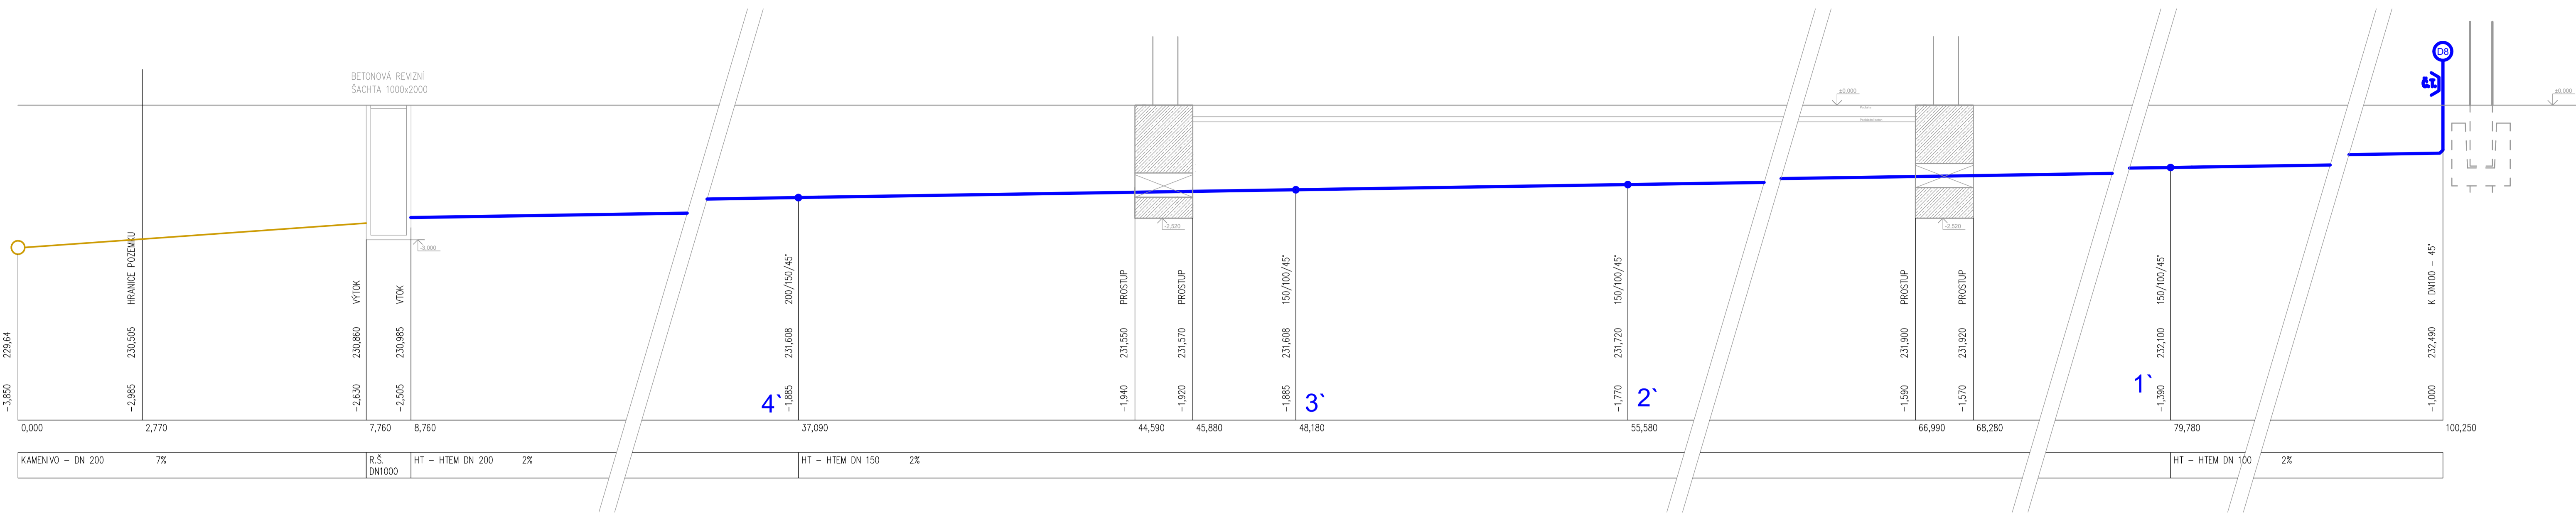 BETONOVÁ REVIZNÍ
ŠACHTA 1000x2000
D8
č.t.
±0,000
±0,000
-3,000
-2,520
-2,520
HRANICE POZEMKU
VÝTOK
VTOK
200/150/45°
PROSTUP
PROSTUP
150/100/45°
150/100/45°
PROSTUP
PROSTUP
150/100/45°
K DN100 - 45°
229,64
230,505
230,860
230,985
231,608
231,550
231,570
231,608
231,720
231,900
231,920
232,100
232,490
-3,850
-2,985
-2,630
-2,505
4`
-1,885
-1,940
-1,920
-1,885
3`
-1,770
2`
-1,590
-1,570
1`
-1,390
-1,000
0,000
2,770
7,760
8,760
37,090
44,590
45,880
48,180
55,580
66,990
68,280
79,780
100,250
KAMENIVO - DN 200 7%
R.Š.
DN1000
HT - HTEM DN 200 2%
HT - HTEM DN 150 2%
HT - HTEM DN 100 2%